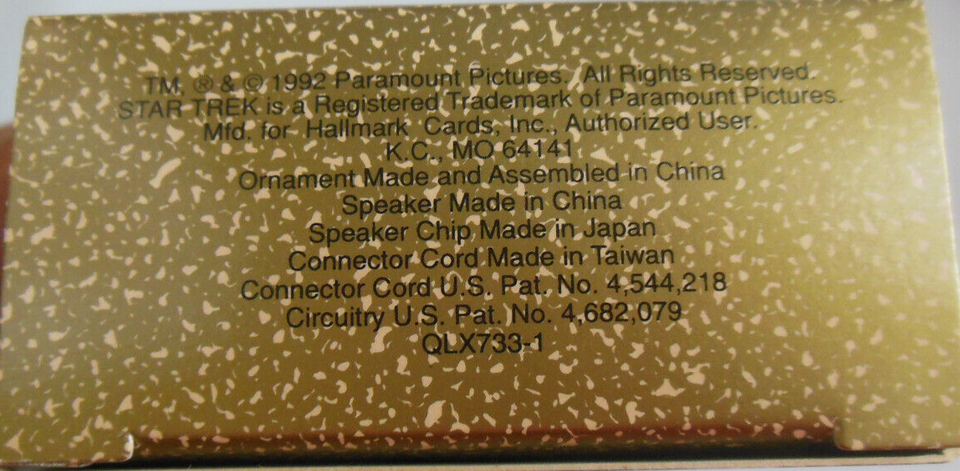 TM, ® & © 1992 Paramount Pictures. All Rights Reserved.
STAR TREK is a Registered Trademark of Paramount Pictures.
Mfd. for Hallmark Cards, Inc., Authorized User.
K.C., MO 64141
Ornament Made and Assembled in China
Speaker Made in China
Speaker Chip Made in Japan
Connector Cord Made in Taiwan
Connector Cord U.S. Pat. No. 4,544,218
Circuitry U.S. Pat. No. 4,682,079
QLX733-1